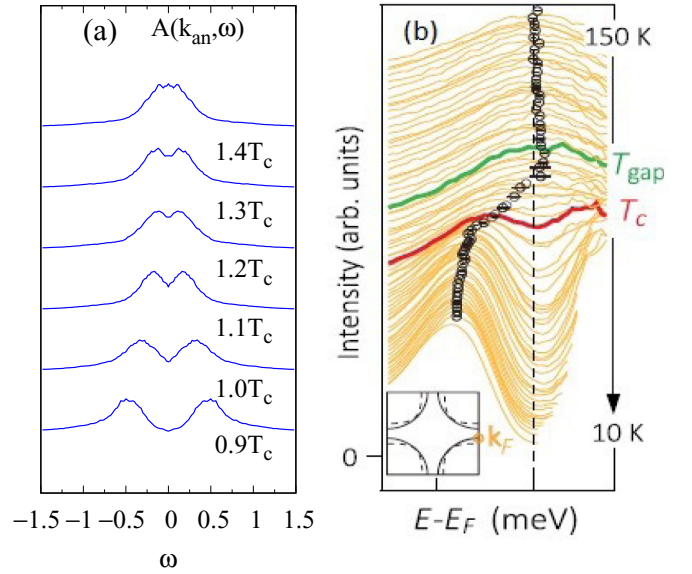 (a)
A(k_an,ω)
1.4T_c
1.3T_c
1.2T_c
1.1T_c
1.0T_c
0.9T_c
−1.5 −1 −0.5 0 0.5 1 1.5
ω
(b)
150 K
T_gap
T_c
10 K
k_F
0
Intensity (arb. units)
E-E_F (meV)